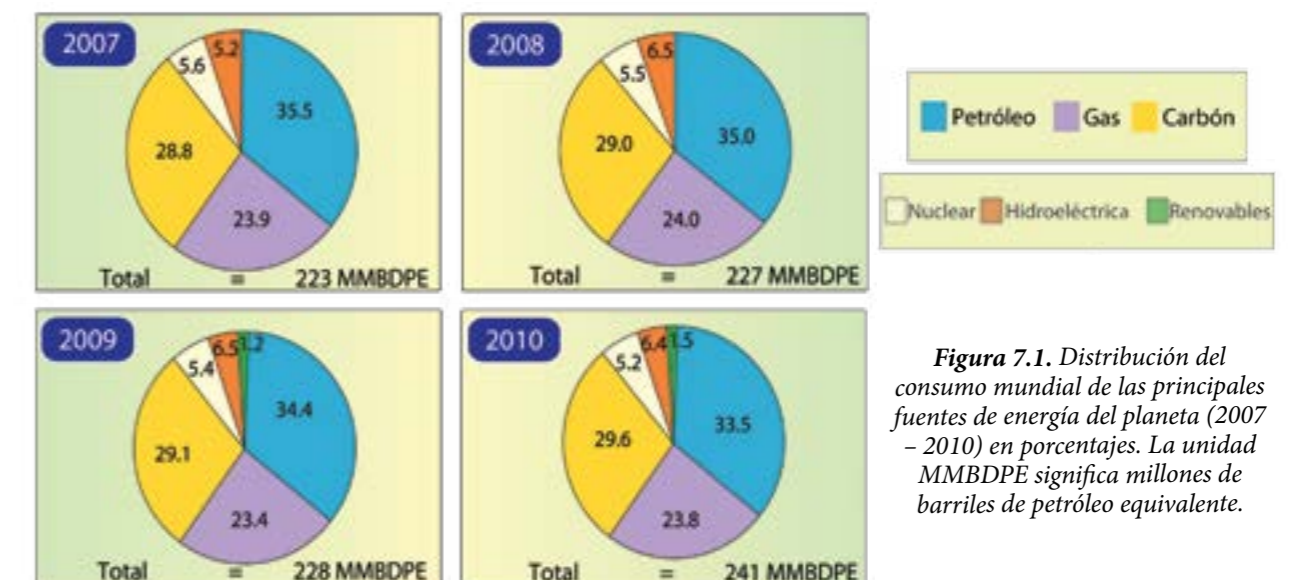 2007
5.2
5.6
35.5
28.8
23.9
Total = 223 MMBDPE
2008
6.5
5.5
35.0
29.0
24.0
Total = 227 MMBDPE
Petróleo Gas Carbón
Nuclear Hidroeléctrica Renovables
2009
6.5 1.2
5.4
34.4
29.1
23.4
Total = 228 MMBDPE
2010
6.4 1.5
5.2
33.5
29.6
23.8
Total = 241 MMBDPE
Figura 7.1. Distribución del
consumo mundial de las principales
fuentes de energía del planeta (2007
– 2010) en porcentajes. La unidad
MMBDPE significa millones de
barriles de petróleo equivalente.